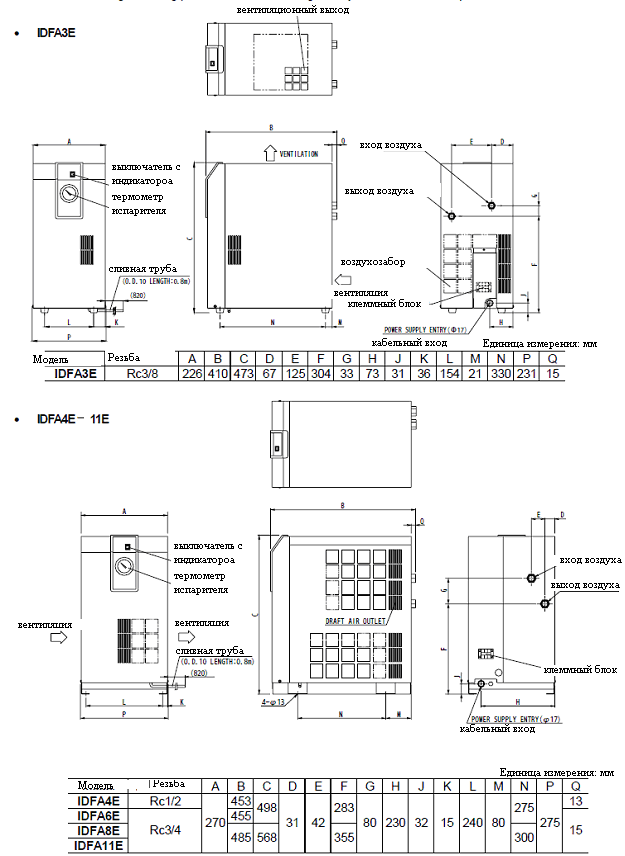 вентиляционный выход
• IDFA3E
B
Q
A
VENTILATION
E
D
вход воздуха
выключатель с
индикатороа
термометр
испарителя
выход воздуха
G
C
F
сливная труба
(O.D.10 LENGTH:0.8m)
(820)
воздухозабор
вентиляция
клеммный блок
J
L
K
N
M
H
P
POWER SUPPLY ENTRY(Φ17)
кабельный вход
Единица измерения: мм
Модель Резьба A B C D E F G H J K L M N P Q
IDFA3E Rc3/8 226 410 473 67 125 304 33 73 31 36 154 21 330 231 15
• IDFA4E – 11E
B
Q
A
E
D
выключатель с
индикатороа
термометр
испарителя
вход воздуха
выход воздуха
G
C
F
DRAFT AIR OUTLET
вентиляция
вентиляция
сливная труба
(O.D.10 LENGTH:0.8m)
(820)
клеммный блок
J
4-φ13
L
K
N
M
H
P
POWER SUPPLY ENTRY(φ17)
кабельный вход
Единица измерения: мм
Модель Резьба A B C D E F G H J K L M N P Q
IDFA4E Rc1/2 270 453 498 31 42 283 80 230 32 15 240 80 275 275 13
IDFA6E Rc3/4 455 15
IDFA8E 485 568 355 300
IDFA11E